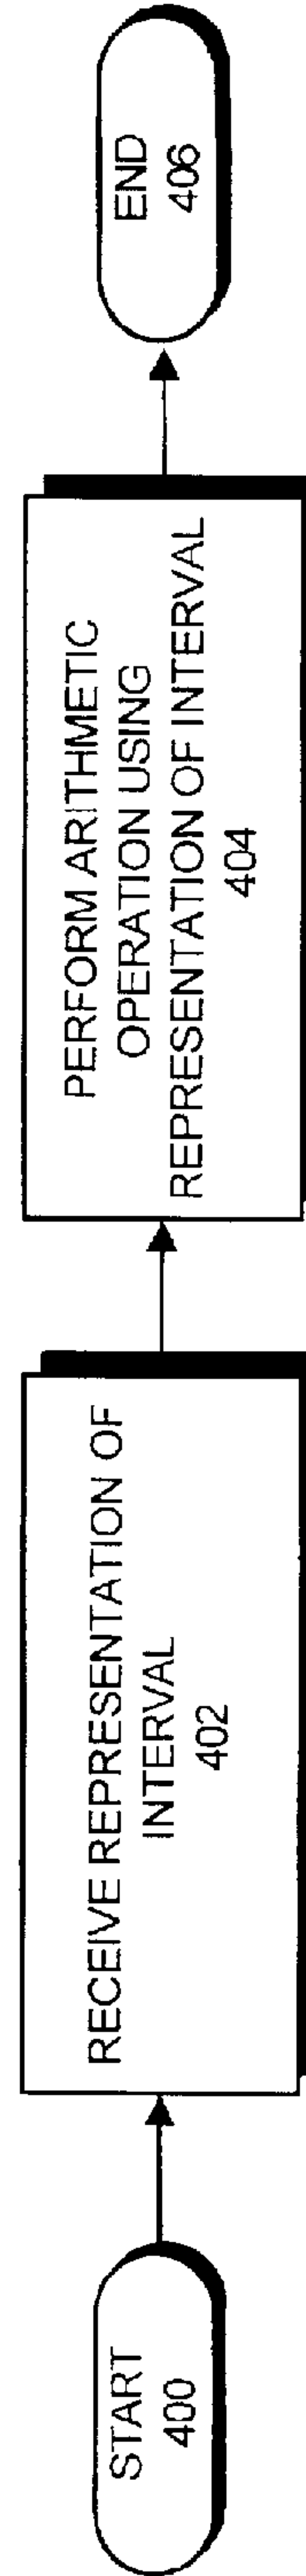 START
400
RECEIVE REPRESENTATION OF
INTERVAL
402
PERFORM ARITHMETIC
OPERATION USING
REPRESENTATION OF INTERVAL
404
END
406